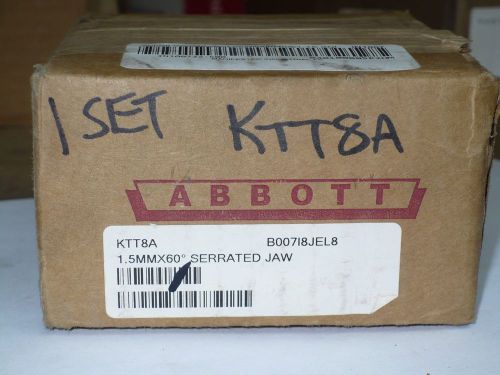 1 SET KTT8A
ABBOTT
KTT8A B007I8JEL8
1.5MMX60° SERRATED JAW